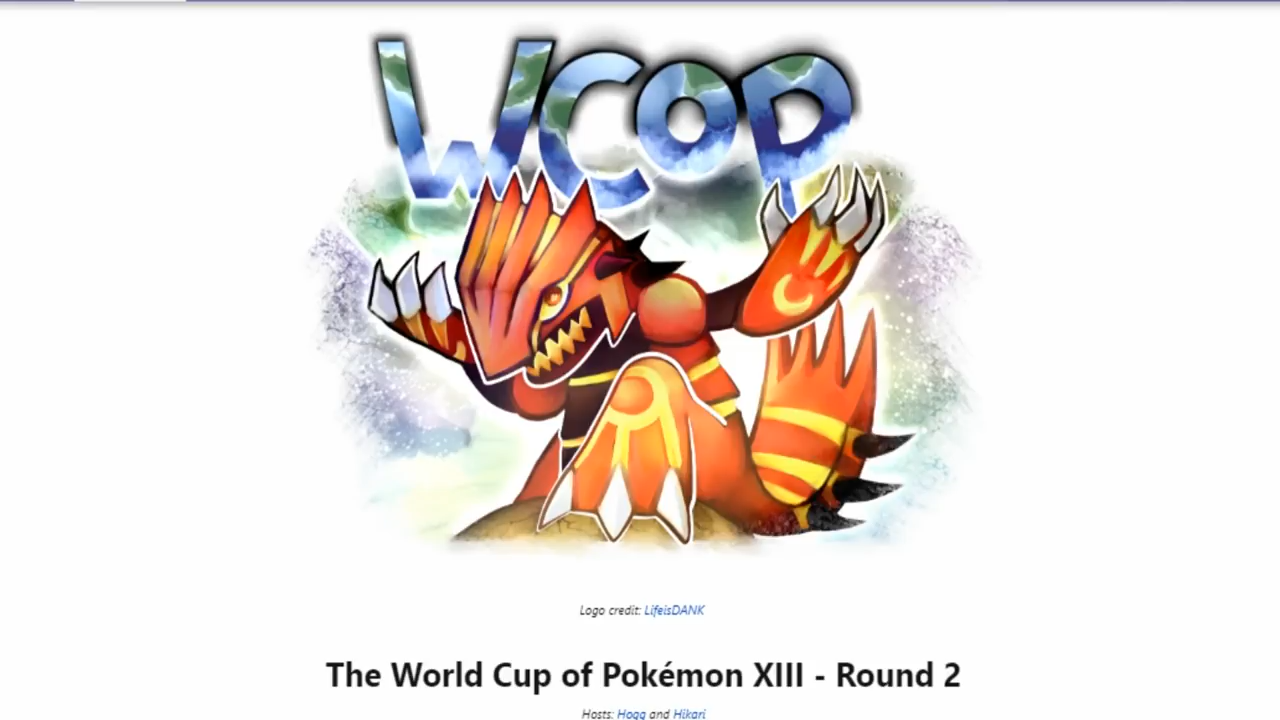 WCOP
Logo credit: LifeisDANK
The World Cup of Pokémon XIII - Round 2
Hosts: Hogg and Hikari